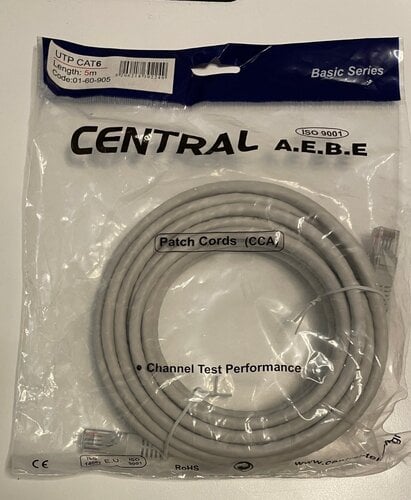 UTP CAT6
Length: 5m
Code:01-60-905
Basic Series
ISO 9001
CENTRAL A.E.B.E
Patch Cords (CCA)
• Channel Test Performance
CE
E.U
ISO
9001
RoHS